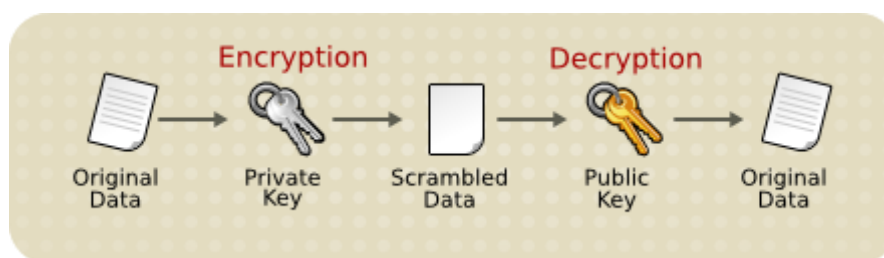 Encryption
Decryption
Original
Data
Private
Key
Scrambled
Data
Public
Key
Original
Data